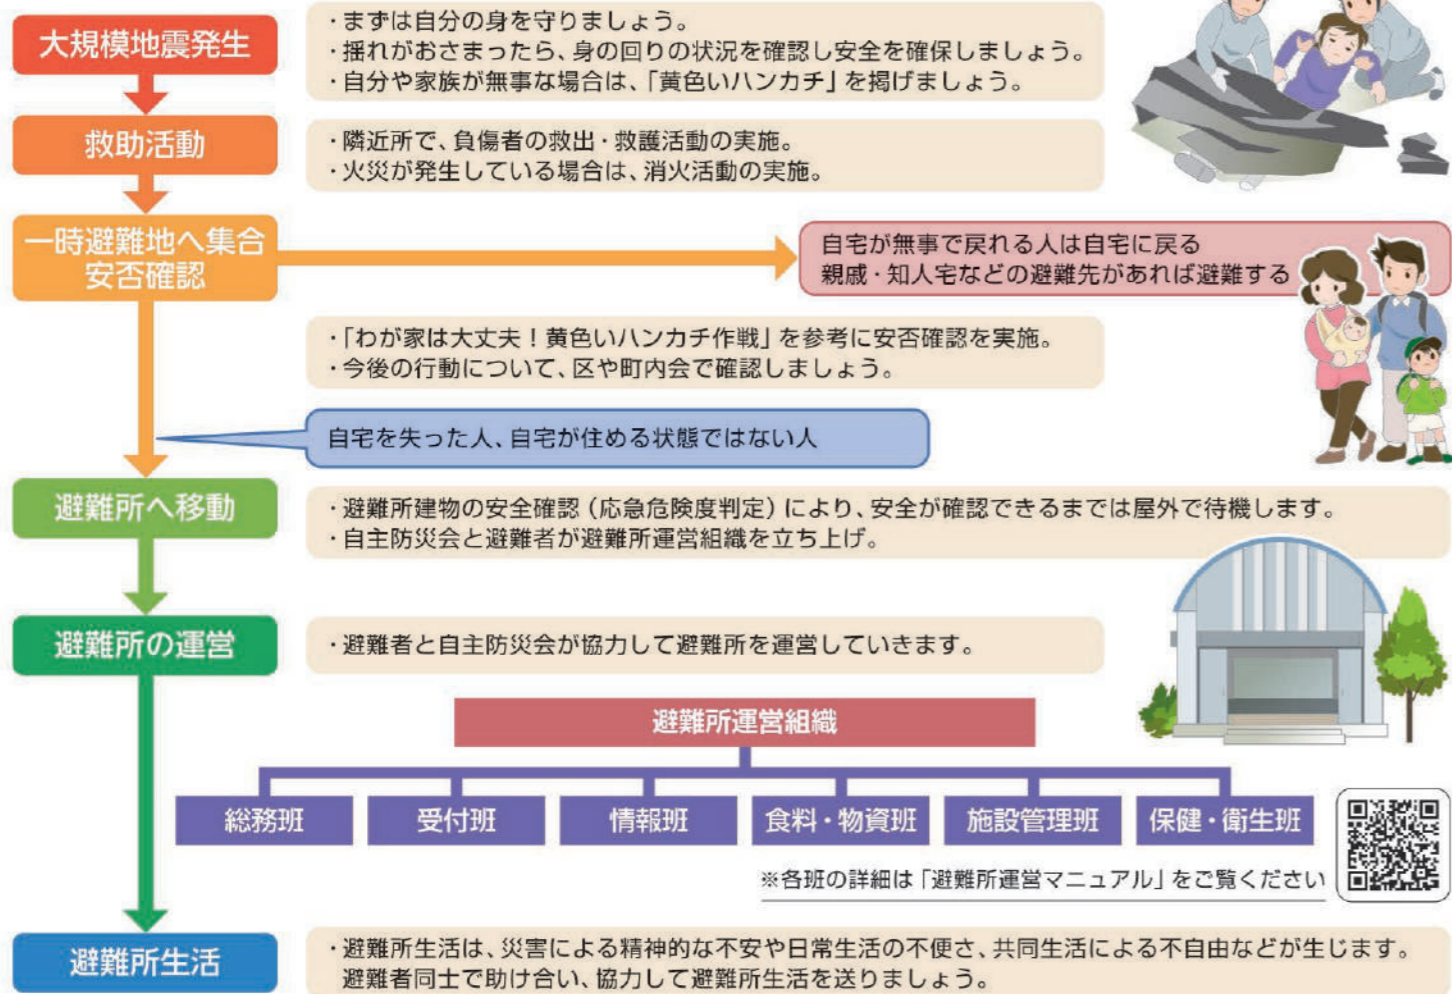 大規模地震発生
・まずは自分の身を守りましょう。
・揺れがおさまったら、身の回りの状況を確認し安全を確保しましょう。
・自分や家族が無事な場合は、「黄色いハンカチ」を掲げましょう。
救助活動
・隣近所で、負傷者の救出・救護活動の実施。
・火災が発生している場合は、消火活動の実施。
一時避難地へ集合
安否確認
自宅が無事で戻れる人は自宅に戻る
親戚・知人宅などの避難先があれば避難する
・「わが家は大丈夫！黄色いハンカチ作戦」を参考に安否確認を実施。
・今後の行動について、区や町内会で確認しましょう。
自宅を失った人、自宅が住める状態ではない人
避難所へ移動
・避難所建物の安全確認（応急危険度判定）により、安全が確認できるまでは屋外で待機します。
・自主防災会と避難者が避難所運営組織を立ち上げ。
避難所の運営
・避難者と自主防災会が協力して避難所を運営していきます。
避難所運営組織
総務班
受付班
情報班
食料・物資班
施設管理班
保健・衛生班
※各班の詳細は「避難所運営マニュアル」をご覧ください
避難所生活
・避難所生活は、災害による精神的な不安や日常生活の不便さ、共同生活による不自由などが生じます。
避難者同士で助け合い、協力して避難所生活を送りましょう。